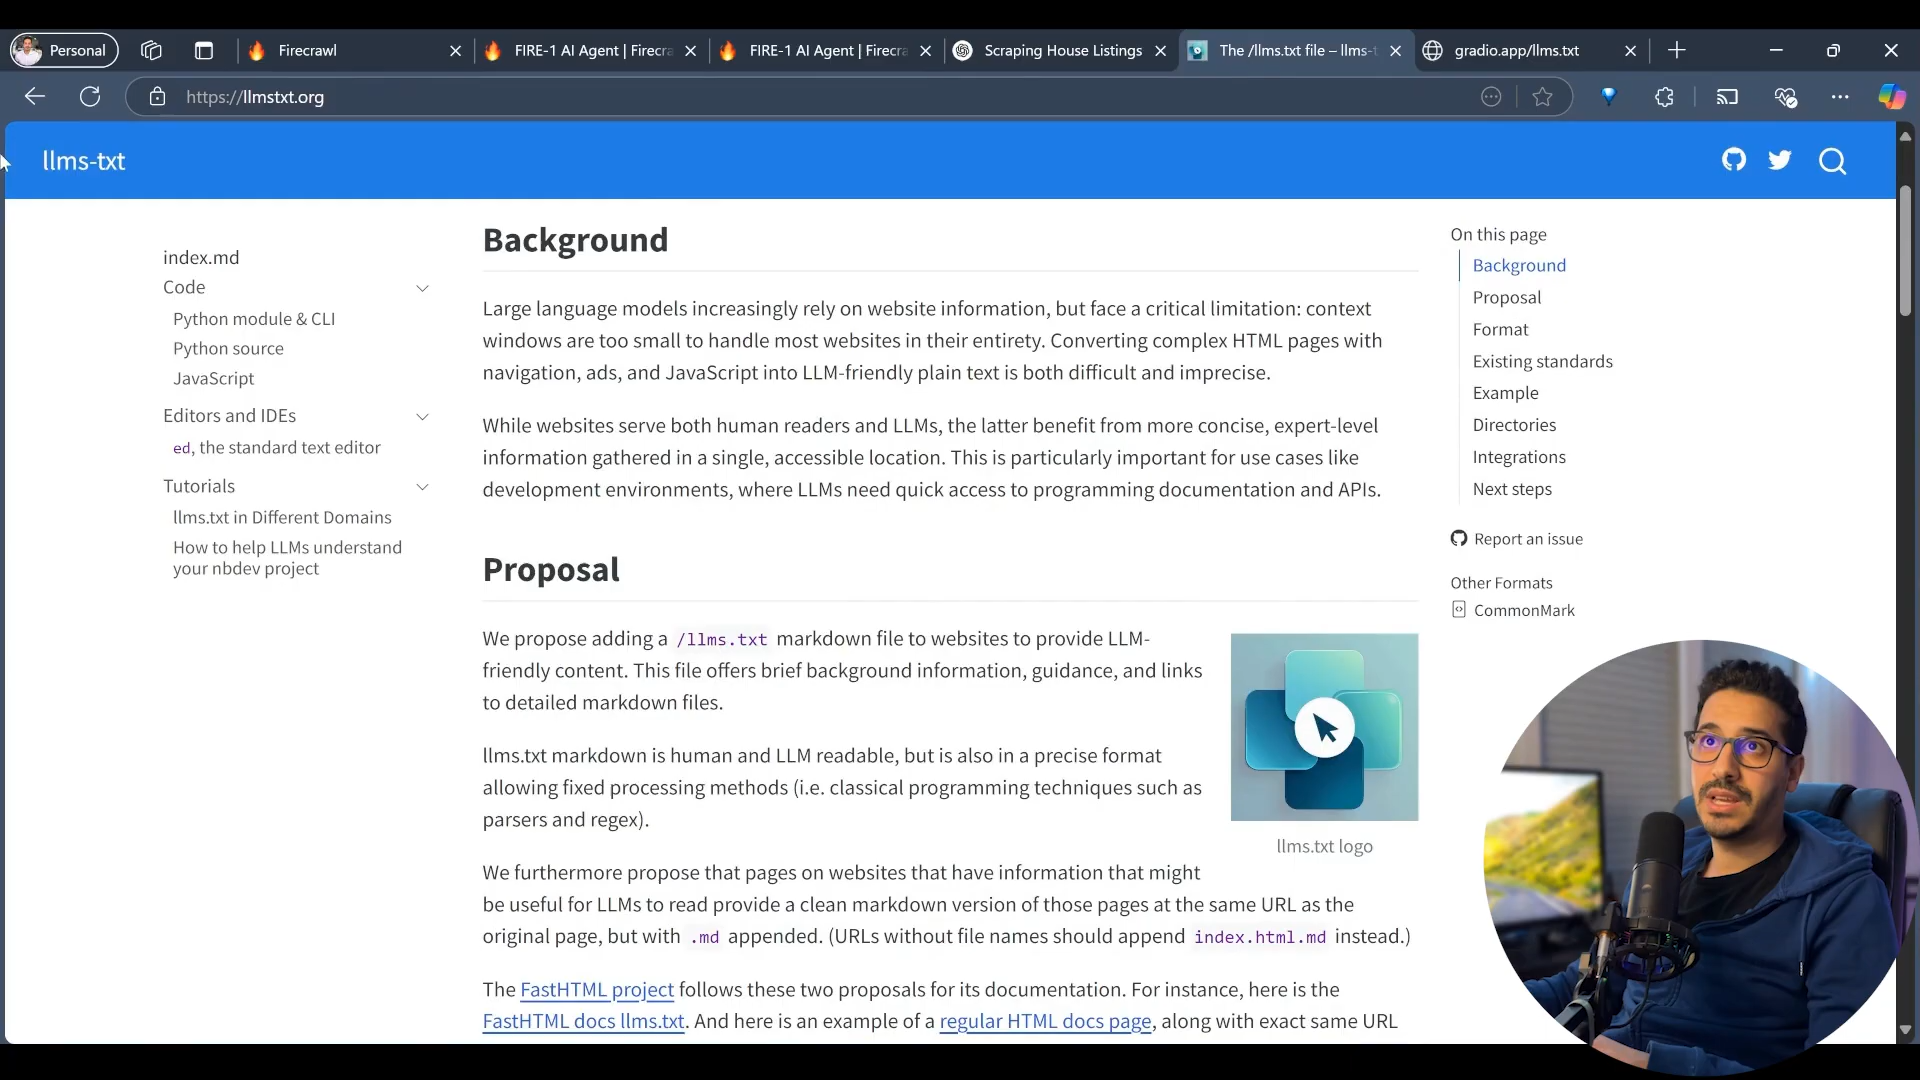 Personal
Firecrawl
FIRE-1 AI Agent | Firecra
FIRE-1 AI Agent | Firecra
Scraping House Listings
The /llms.txt file – llms-t
gradio.app/llms.txt
https://llmstxt.org
llms-txt
index.md
Code
Python module & CLI
Python source
JavaScript
Editors and IDEs
ed, the standard text editor
Tutorials
llms.txt in Different Domains
How to help LLMs understand
your nbdev project
Background
Large language models increasingly rely on website information, but face a critical limitation: context
windows are too small to handle most websites in their entirety. Converting complex HTML pages with
navigation, ads, and JavaScript into LLM-friendly plain text is both difficult and imprecise.
While websites serve both human readers and LLMs, the latter benefit from more concise, expert-level
information gathered in a single, accessible location. This is particularly important for use cases like
development environments, where LLMs need quick access to programming documentation and APIs.
Proposal
We propose adding a /llms.txt markdown file to websites to provide LLM-
friendly content. This file offers brief background information, guidance, and links
to detailed markdown files.
llms.txt markdown is human and LLM readable, but is also in a precise format
allowing fixed processing methods (i.e. classical programming techniques such as
parsers and regex).
llms.txt logo
We furthermore propose that pages on websites that have information that might
be useful for LLMs to read provide a clean markdown version of those pages at the same URL as the
original page, but with .md appended. (URLs without file names should append index.html.md instead.)
The FastHTML project follows these two proposals for its documentation. For instance, here is the
FastHTML docs llms.txt. And here is an example of a regular HTML docs page, along with exact same URL
On this page
Background
Proposal
Format
Existing standards
Example
Directories
Integrations
Next steps
Report an issue
Other Formats
CommonMark